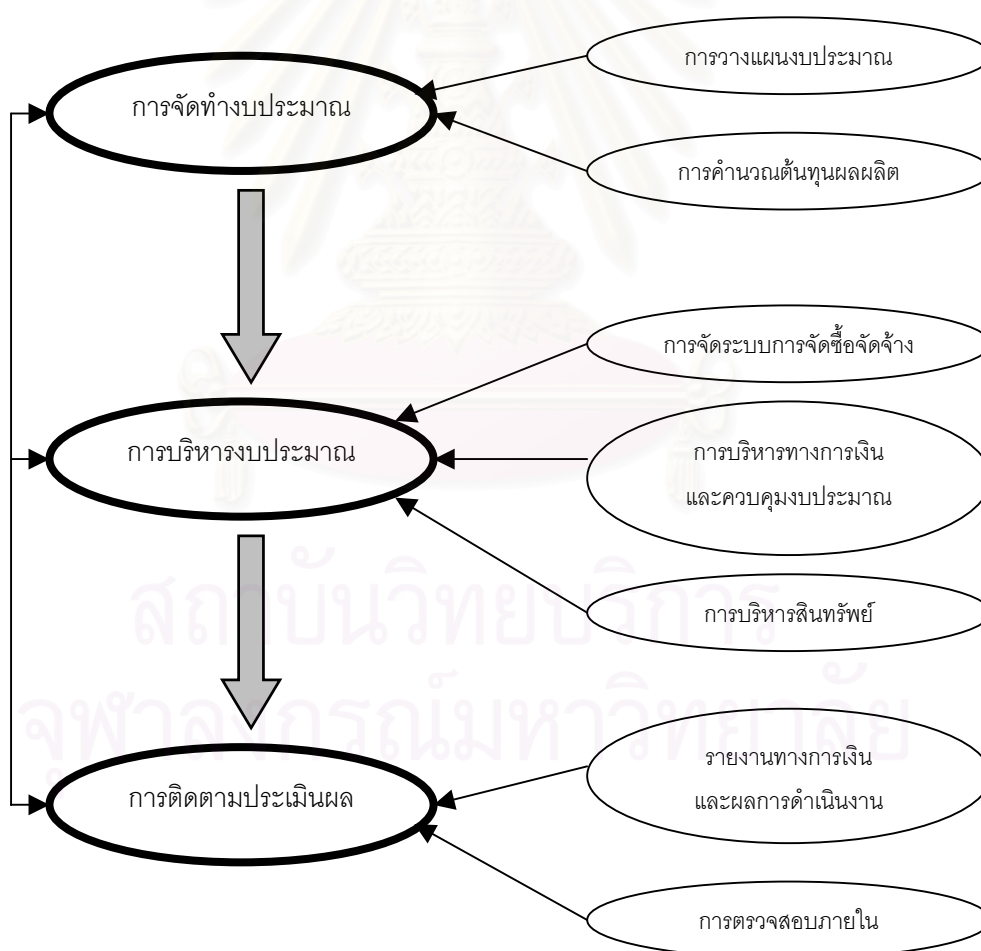 การวางแผนงบประมาณ
การจัดทำงบประมาณ
การคำนวณต้นทุนผลผลิต
การจัดระบบการจัดซื้อจัดจ้าง
การบริหารงบประมาณ
การบริหารทางการเงิน
และควบคุมงบประมาณ
การบริหารสินทรัพย์
สถาบันวิทยบริการ
จุฬาลงกรณ์มหาวิทยาลัย
รายงานทางการเงิน
และผลการดำเนินงาน
การติดตามประเมินผล
การตรวจสอบภายใน